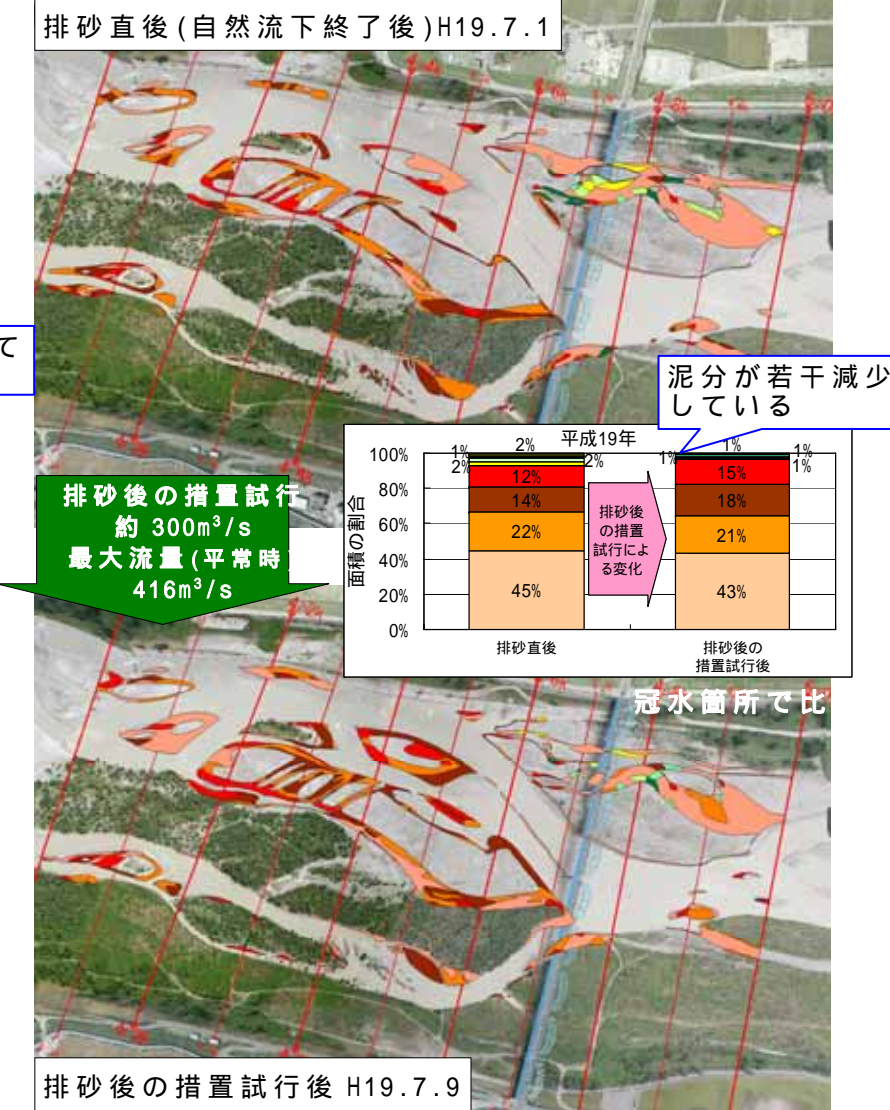 排砂直後(自然流下終了後)H19.7.1
て
泥分が若干減少
している
排砂後の措置試行
約 300m³/s
最大流量(平常時)
416m³/s
平成19年
面積の割合
100%
80%
60%
40%
20%
0%
1%
2%
2%
2%
12%
14%
22%
45%
排砂後
の措置
試行によ
る変化
1%
1%
1%
1%
15%
18%
21%
43%
排砂直後
排砂後の
措置試行後
冠水箇所で比
排砂後の措置試行後 H19.7.9